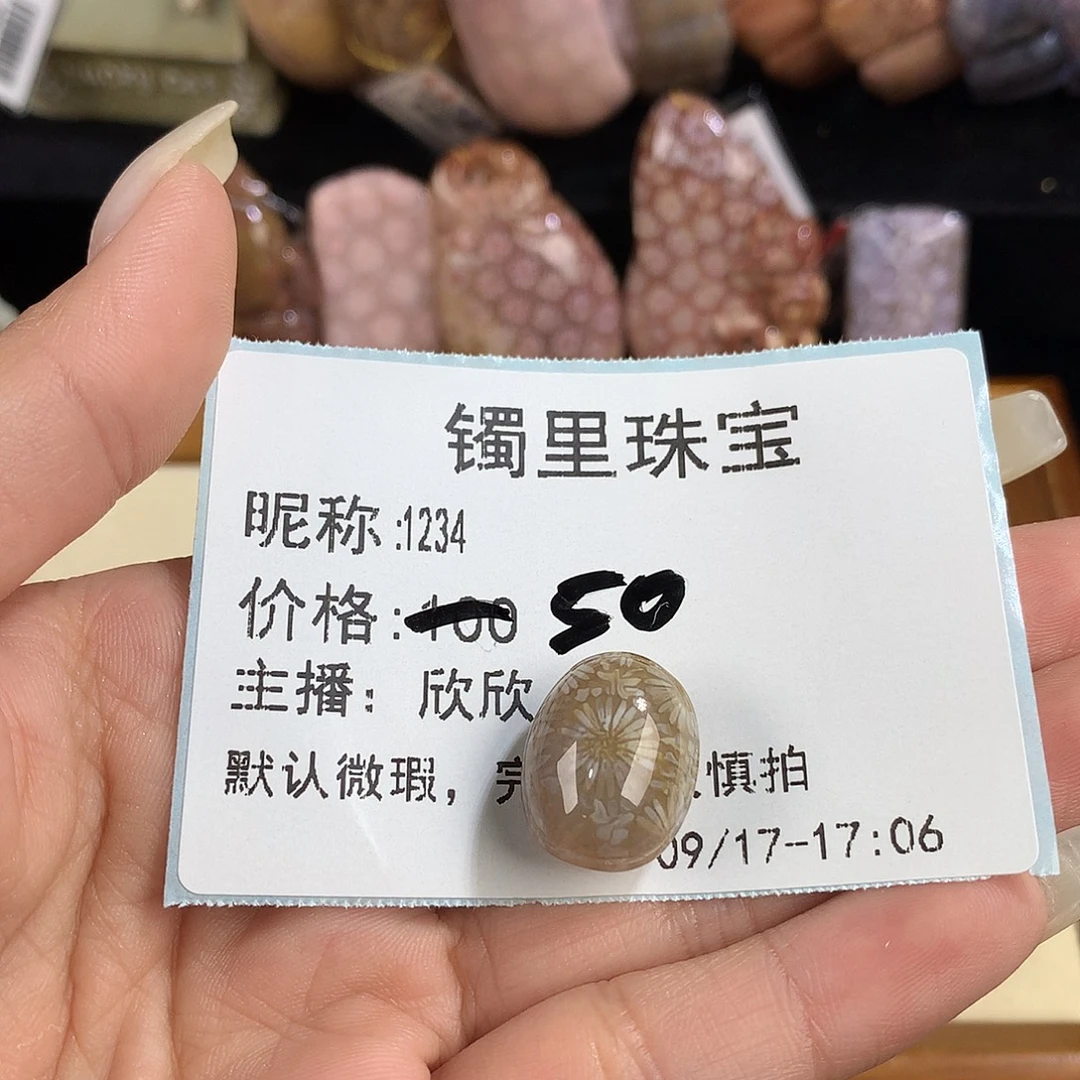 镯里珠宝
昵称:1234
价格:100 50
主播：欣欣
默认微瑕，慎拍
09/17-17:06